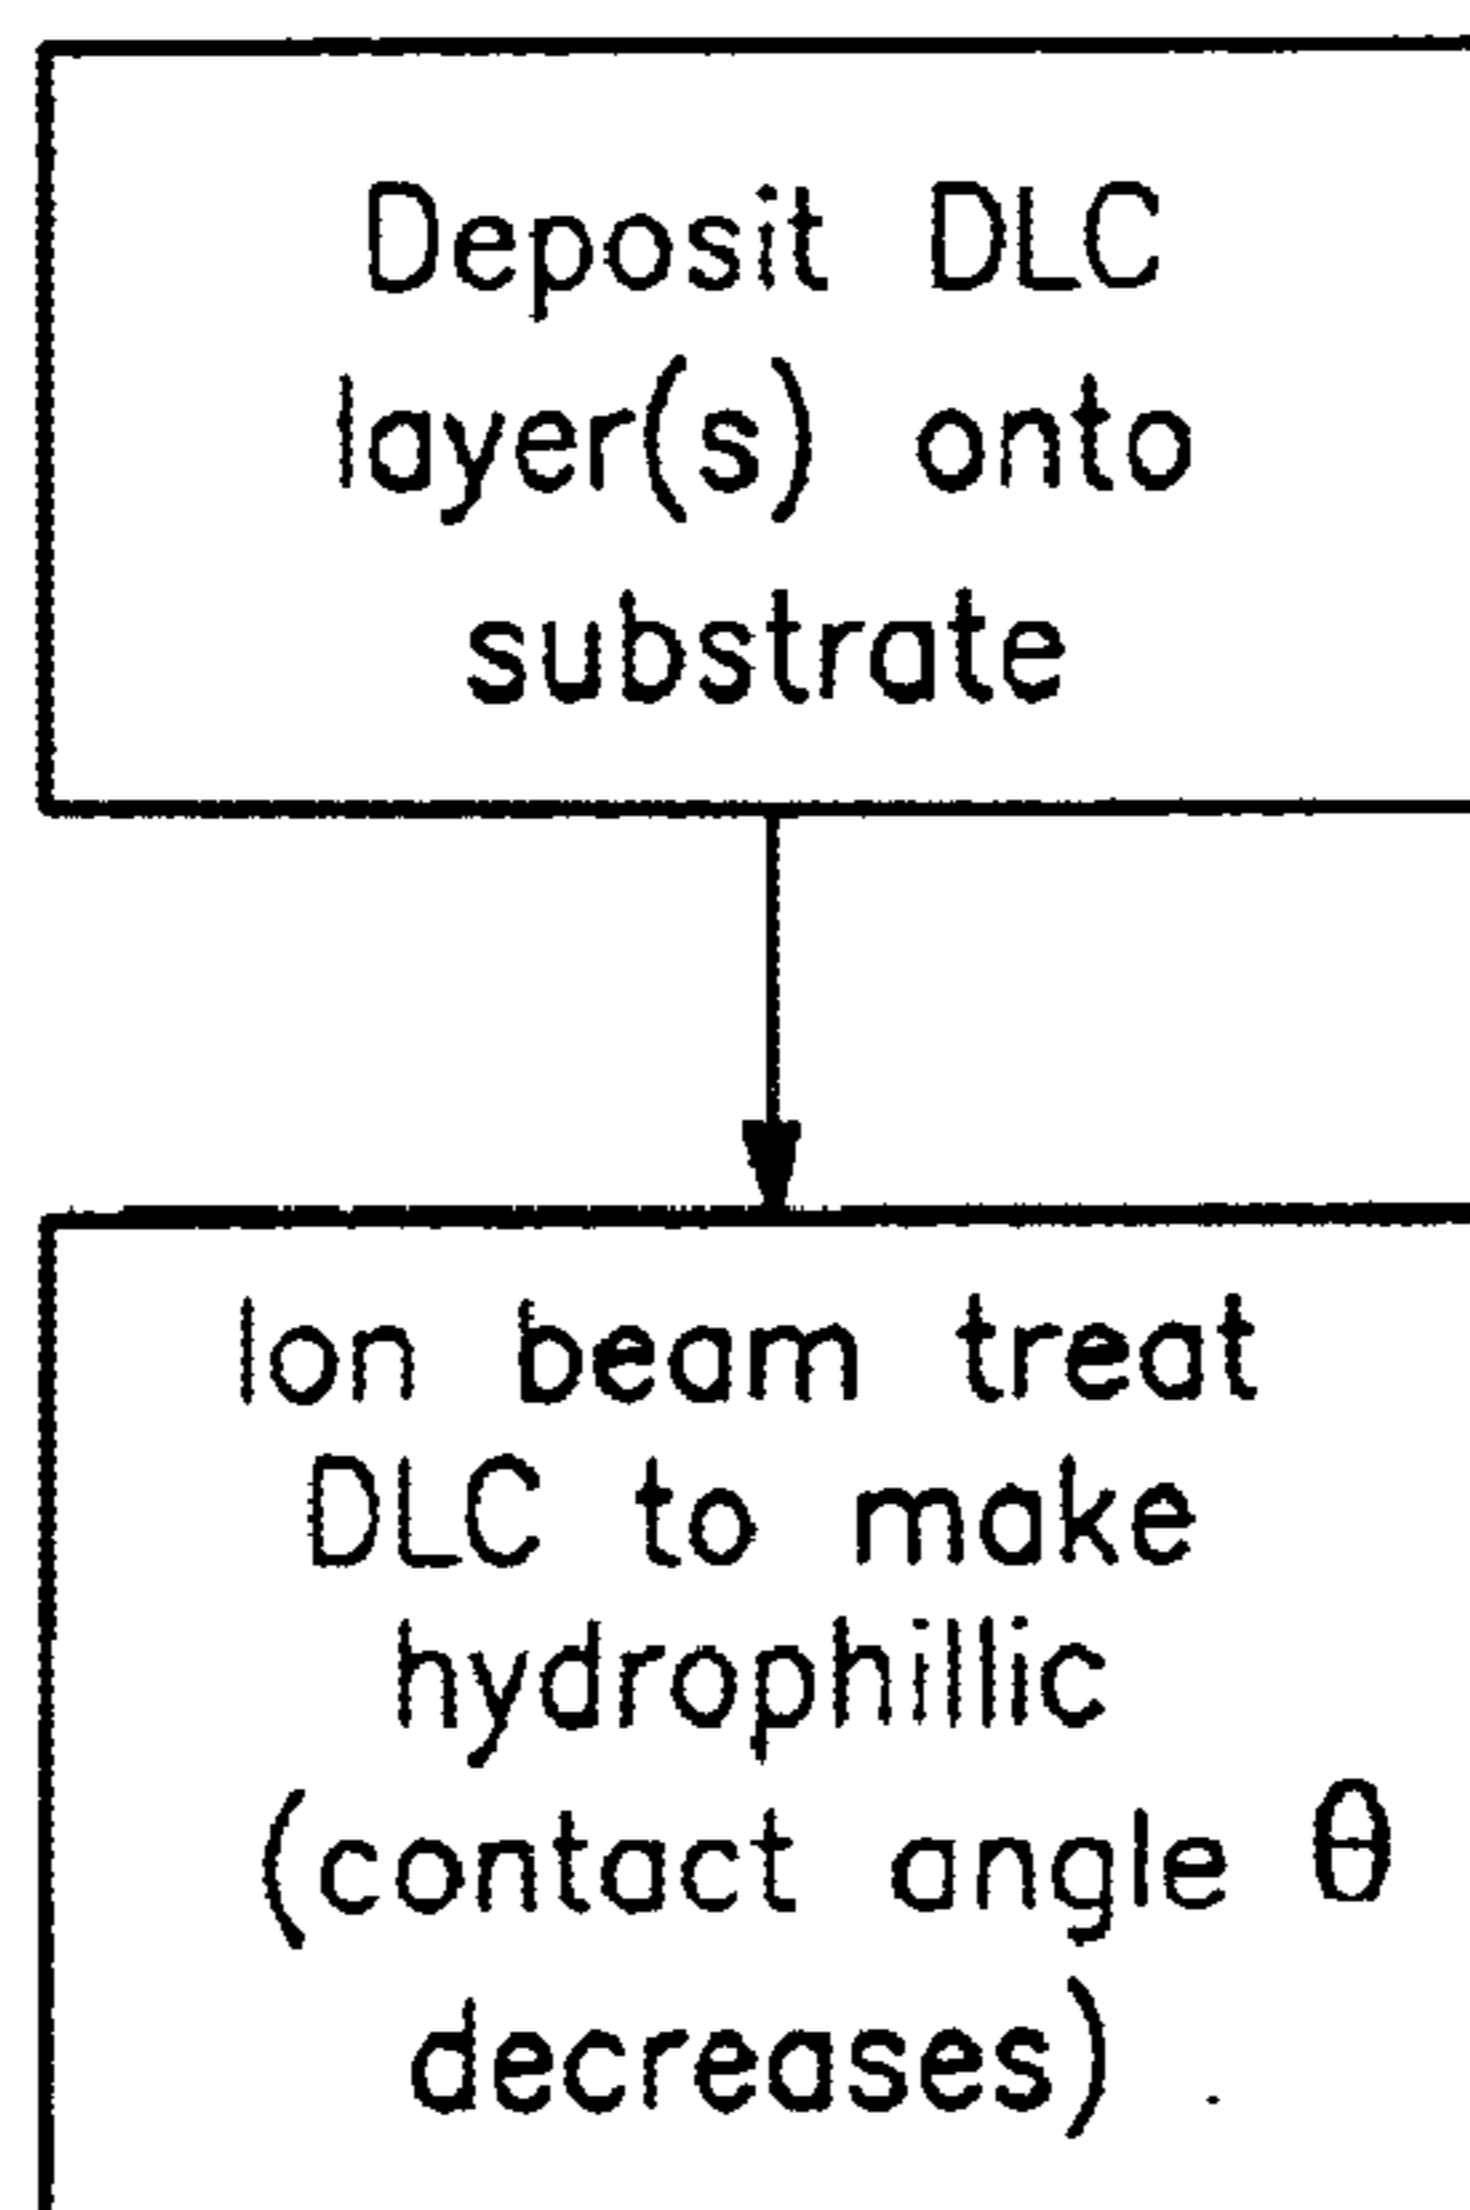 Deposit DLC
layer(s) onto
substrate
Ion beam treat
DLC to make
hydrophillic
(contact angle θ
decreases)